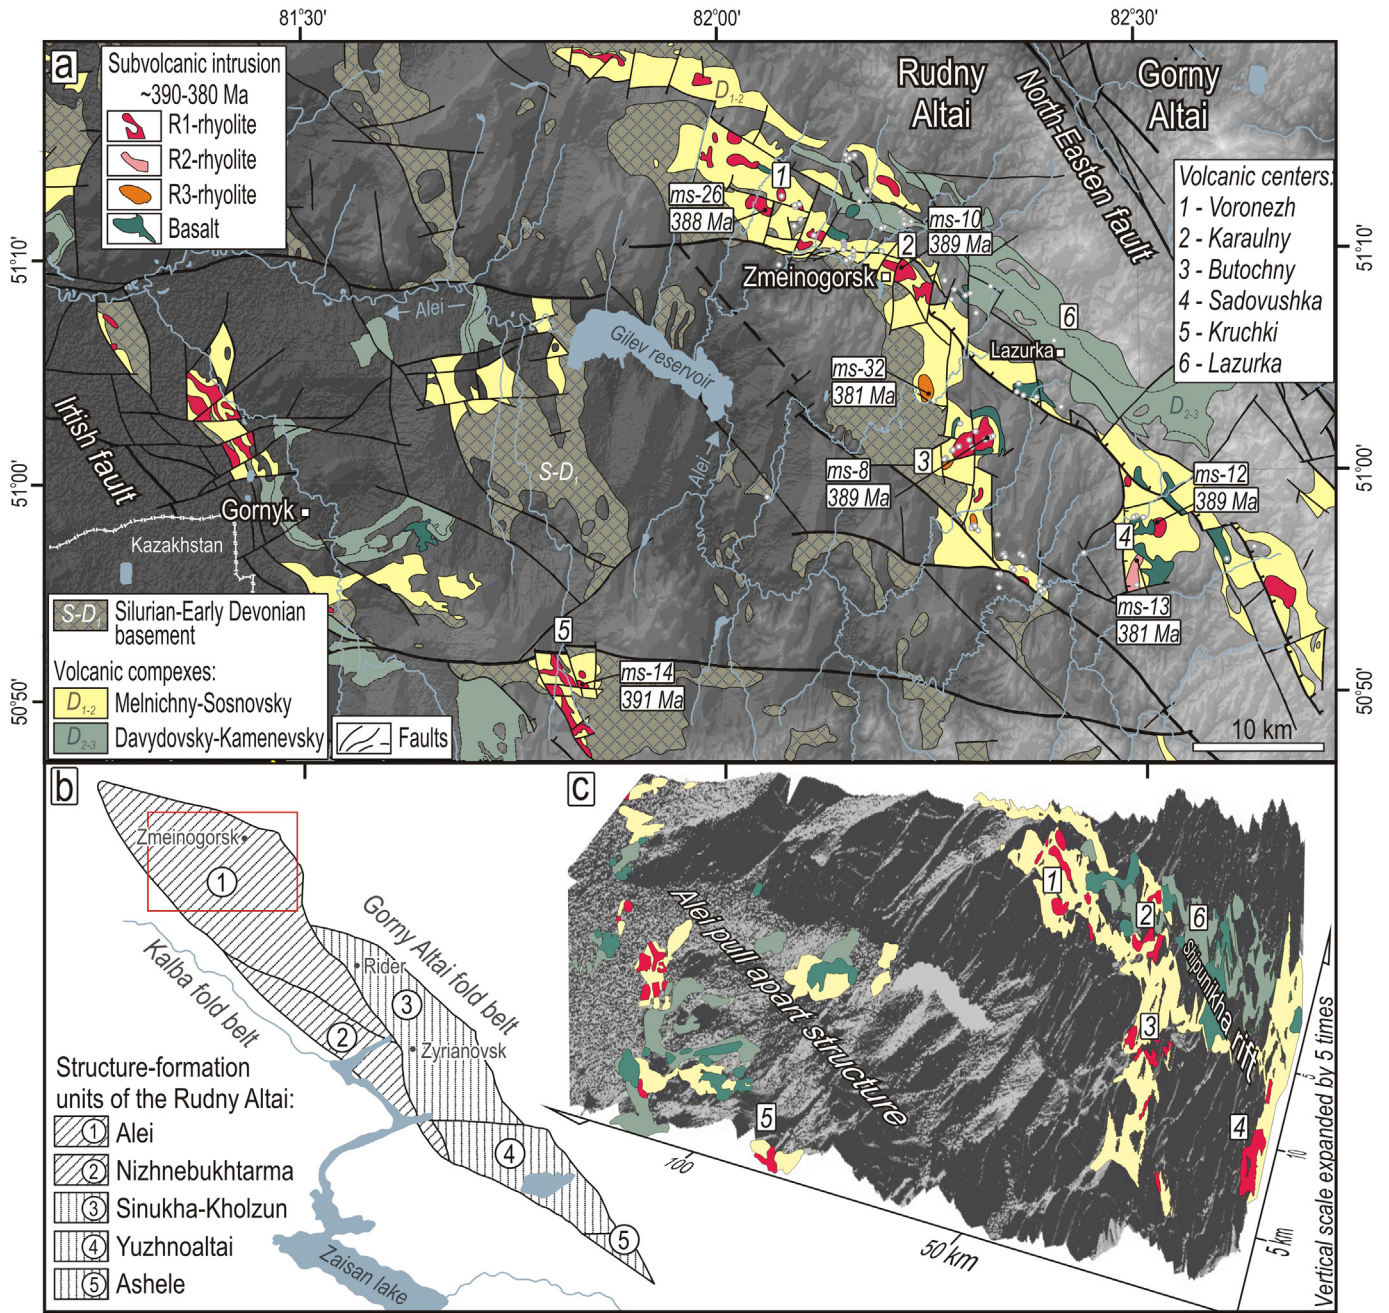 81°30'
82°00'
82°30'
a
Subvolcanic intrusion
~390-380 Ma
R1-rhyolite
R2-rhyolite
R3-rhyolite
Basalt
D1-2
Rudny
Altai
Gorny
Altai
North-Eastern fault
Volcanic centers:
1 - Voronezh
2 - Karaulny
3 - Butochny
4 - Sadovushka
5 - Kruchki
6 - Lazurka
1
ms-26
388 Ma
ms-10
389 Ma
2
Zmeinogorsk
51°10'
51°10'
Alei
Gilev reservoir
6
Lazurka
ms-32
381 Ma
D2-3
Irtish fault
S-D1
Alei
3
ms-8
389 Ma
ms-12
389 Ma
51°00'
51°00'
Gornyk
Kazakhstan
4
ms-13
381 Ma
S-D1
Silurian-Early Devonian
basement
Volcanic compexes:
D1-2
Melnichny-Sosnovsky
D2-3
Davydovsky-Kamenevsky
Faults
5
ms-14
391 Ma
50°50'
50°50'
10 km
b
Zmeinogorsk
1
Gorny Altai fold belt
Kalba fold belt
Rider
3
2
Zyrianovsk
4
5
Zaisan lake
Structure-formation
units of the Rudny Altai:
1 Alei
2 Nizhnebukhtarma
3 Sinukha-Kholzun
4 Yuzhnoaltai
5 Ashele
c
1
2
6
Alei pull apart structure
Shipunikha rift
3
5
4
100
50 km
5
10
5 km
Vertical scale expanded by 5 times